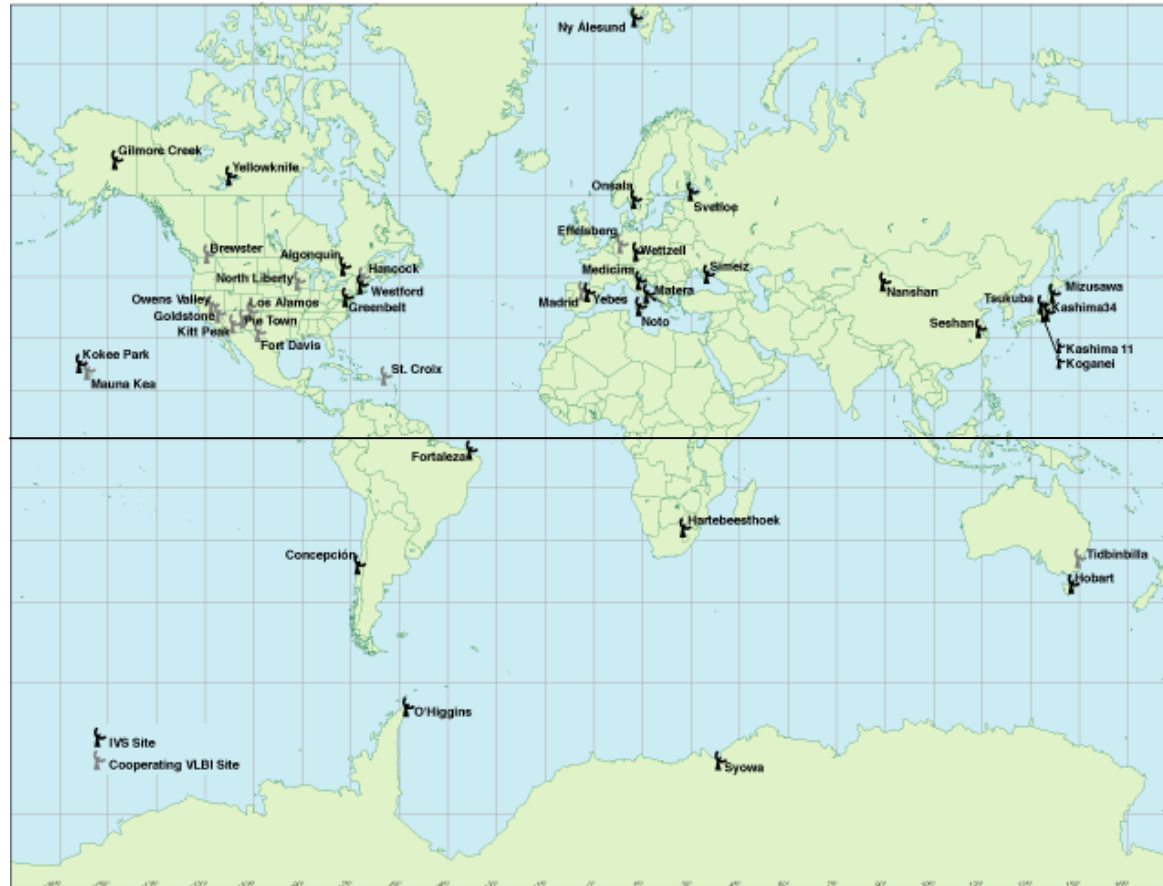 Ny Alesund
Gilmore Creek
Yellowknife
Onsala
Svetloe
Effelsberg
Brewster
Algonquin
Wettzell
Hancock
Medicina
Simeiz
North Liberty
Westford
Nanshan
Mizusawa
Owens Valley
Los Alamos
Greenbelt
Madrid
Yebes
Matera
Tsukuba
Kashima34
Goldstone
Pie Town
Noto
Kitt Peak
Seshan
Fort Davis
Kokee Park
Kashima 11
Mauna Kea
St. Croix
Koganei
Fortaleza
Hartebeesthoek
Concepción
Tidbinbilla
Hobart
O'Higgins
IVS Site
Cooperating VLBI Site
Syowa